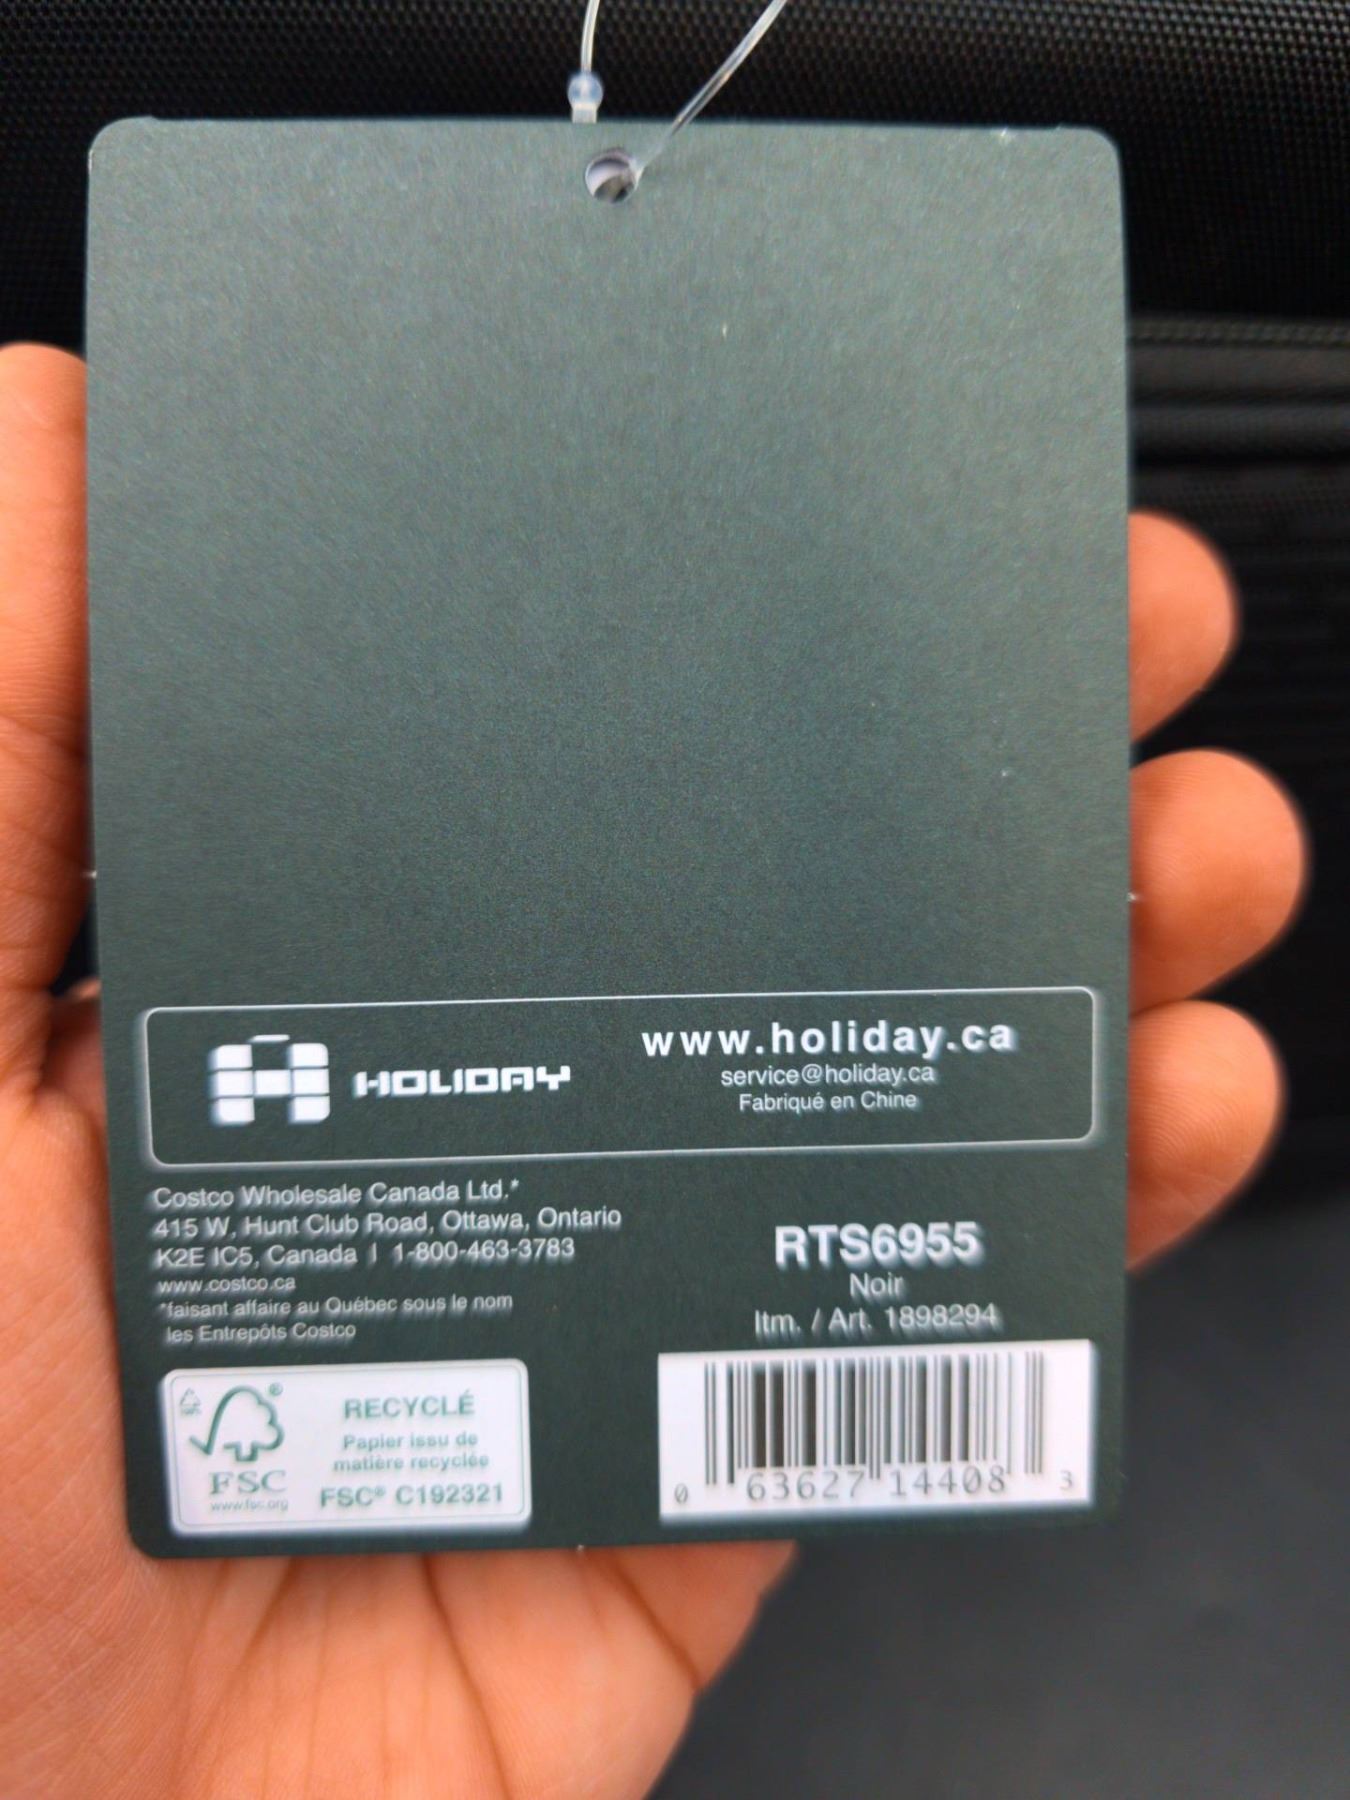 HOLIDAY
www.holiday.ca
service@holiday.ca
Fabriqué en Chine
Costco Wholesale Canada Ltd.*
415 W, Hunt Club Road, Ottawa, Ontario
K2E IC5, Canada | 1-800-463-3783
www.costco.ca
*faisant affaire au Québec sous le nom
les Entrepôts Costco
RTS6955
Noir
Itm. / Art. 1898294
®
FSC
www.fsc.org
RECYCLÉ
Papier issu de
matière recyclée
FSC® C192321
0 63627 14408 3